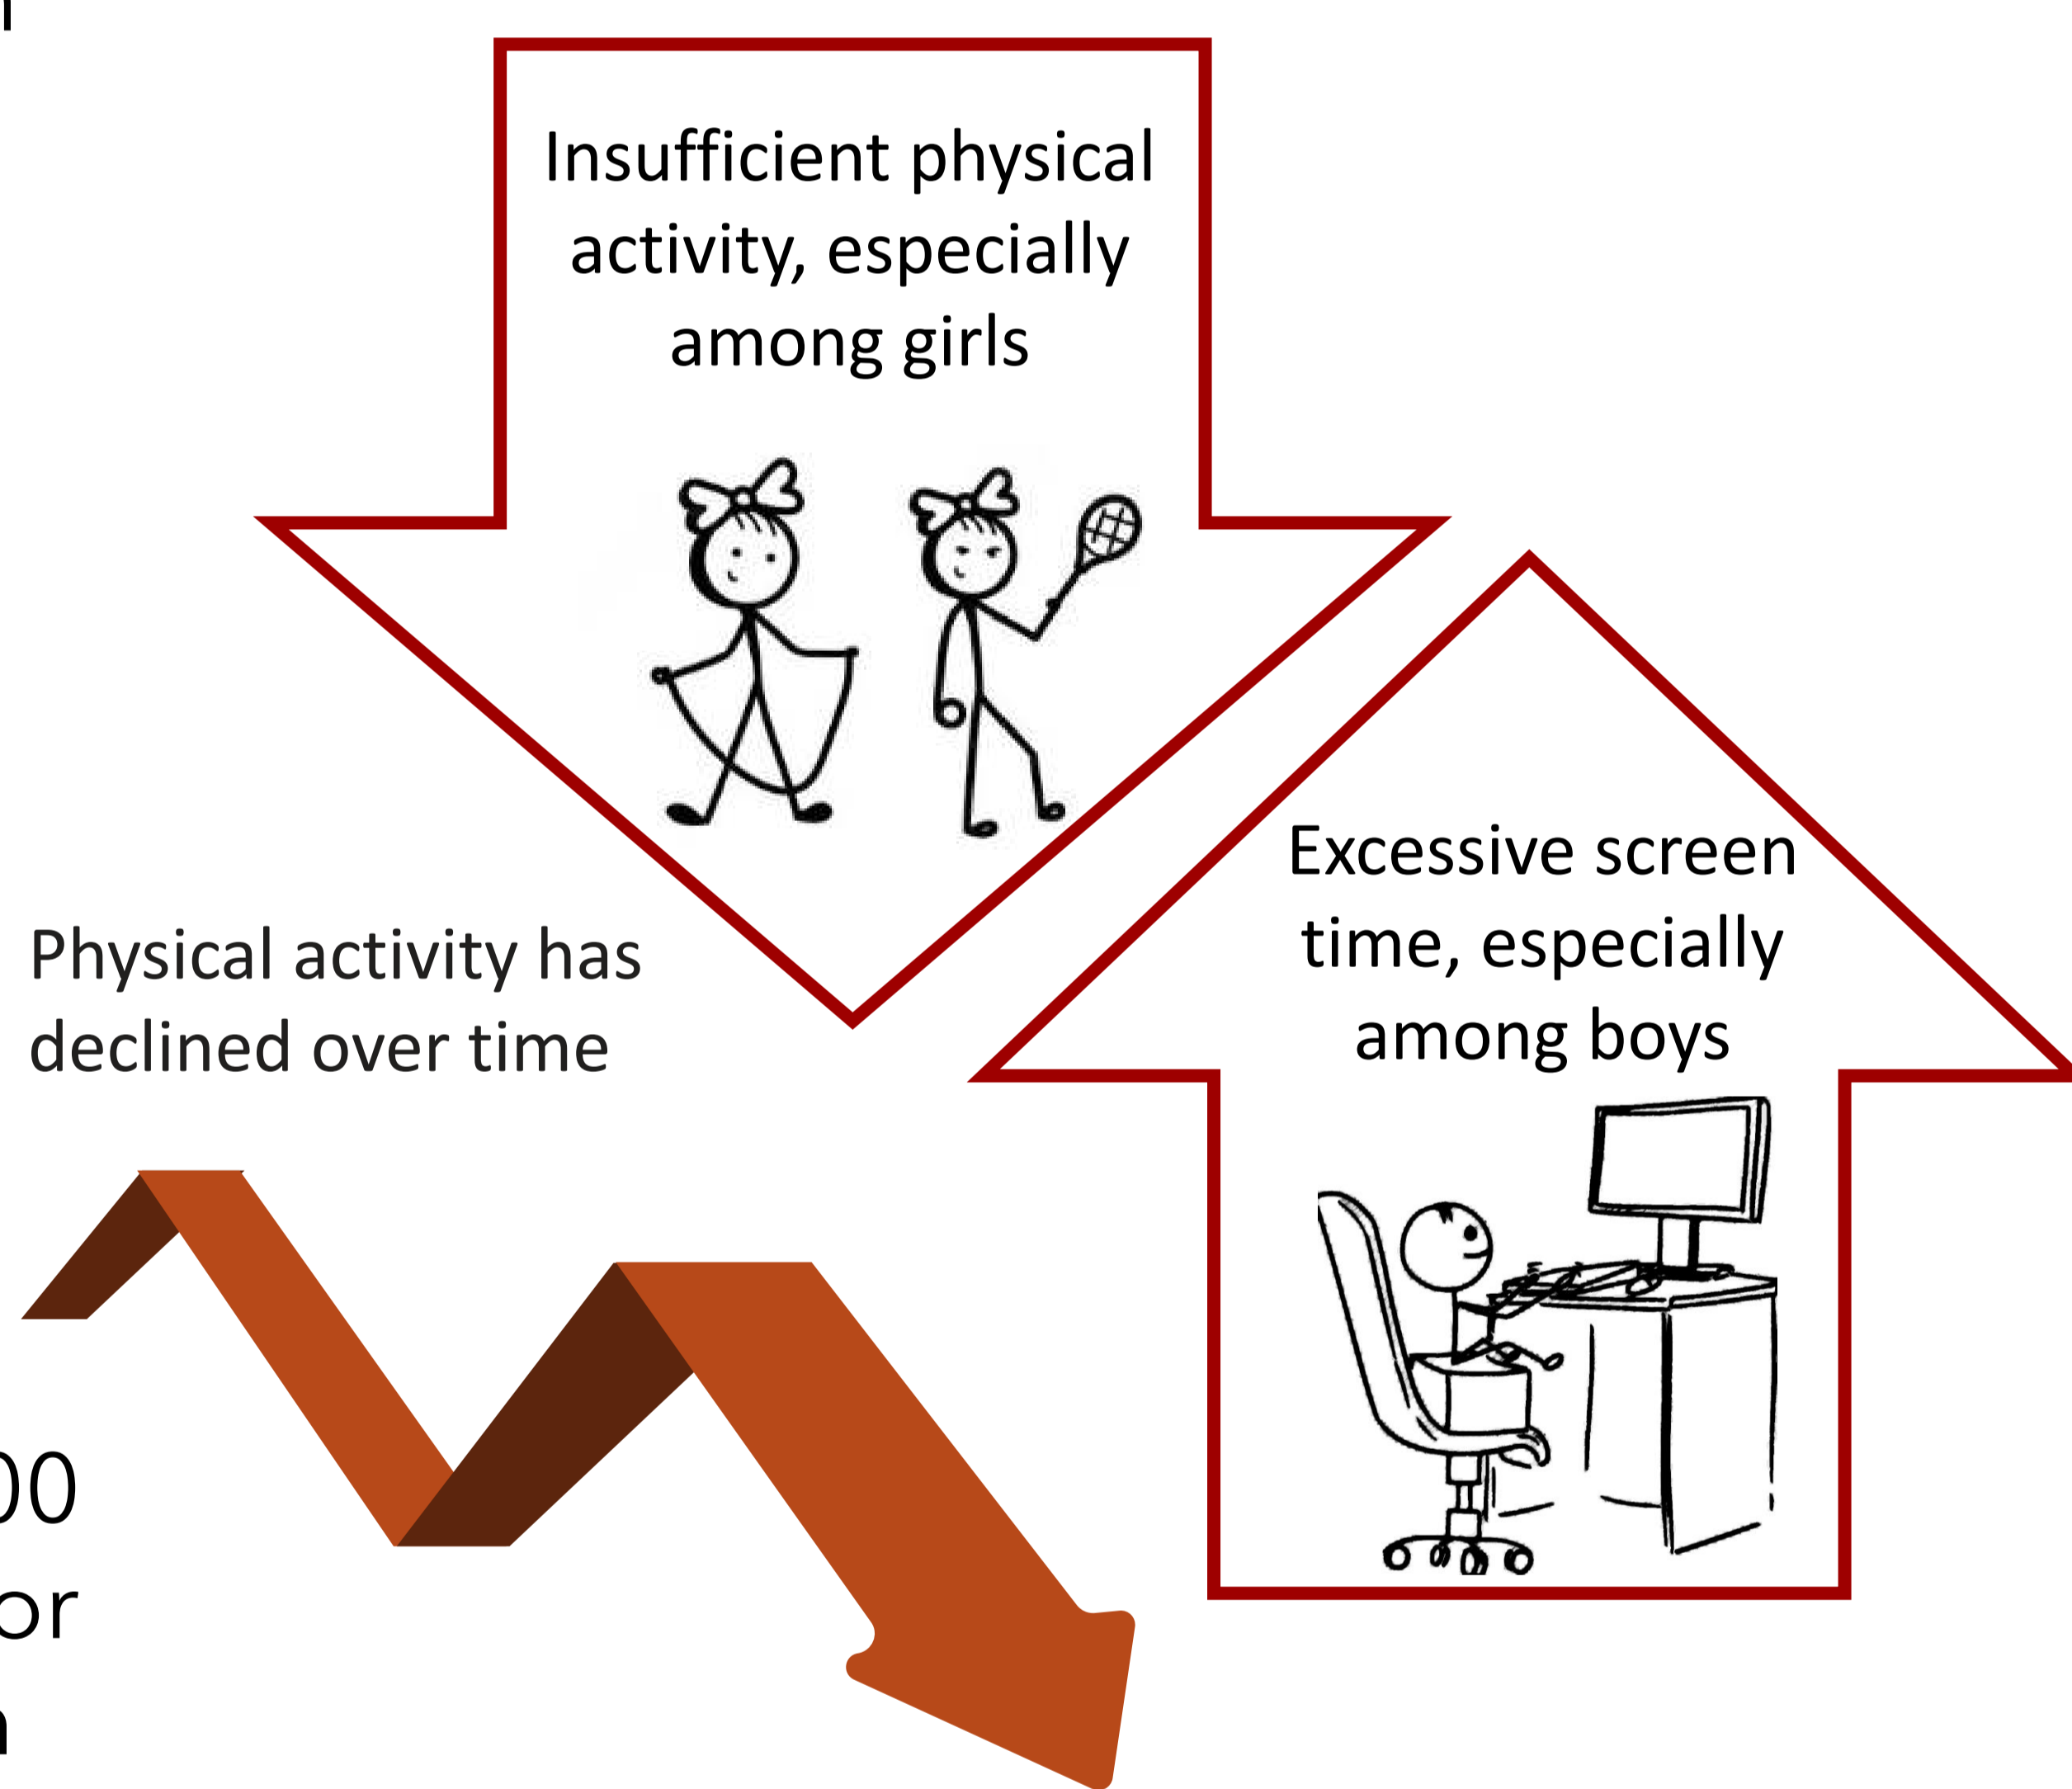 Insufficient physical
activity, especially
among girls
Excessive screen
time, especially
among boys
Physical activity has
declined over time